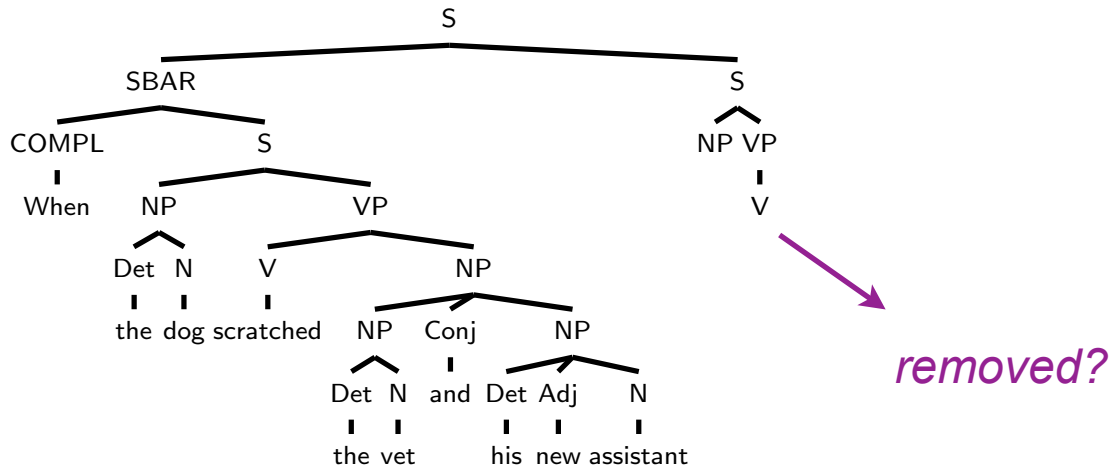 S
SBAR S
COMPL S NP VP
When NP VP V
Det N V NP
the dog scratched NP Conj NP
removed?
Det N and Det Adj N
the vet his new assistant